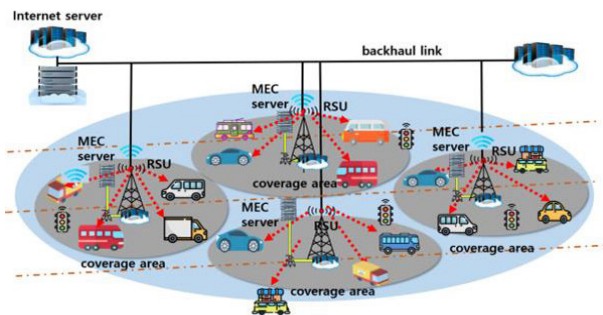 Internet server
backhaul link
MEC
server
RSU
coverage area
MEC
server
RSU
coverage area
MEC
server
RSU
coverage area
MEC
server
RSU
coverage area